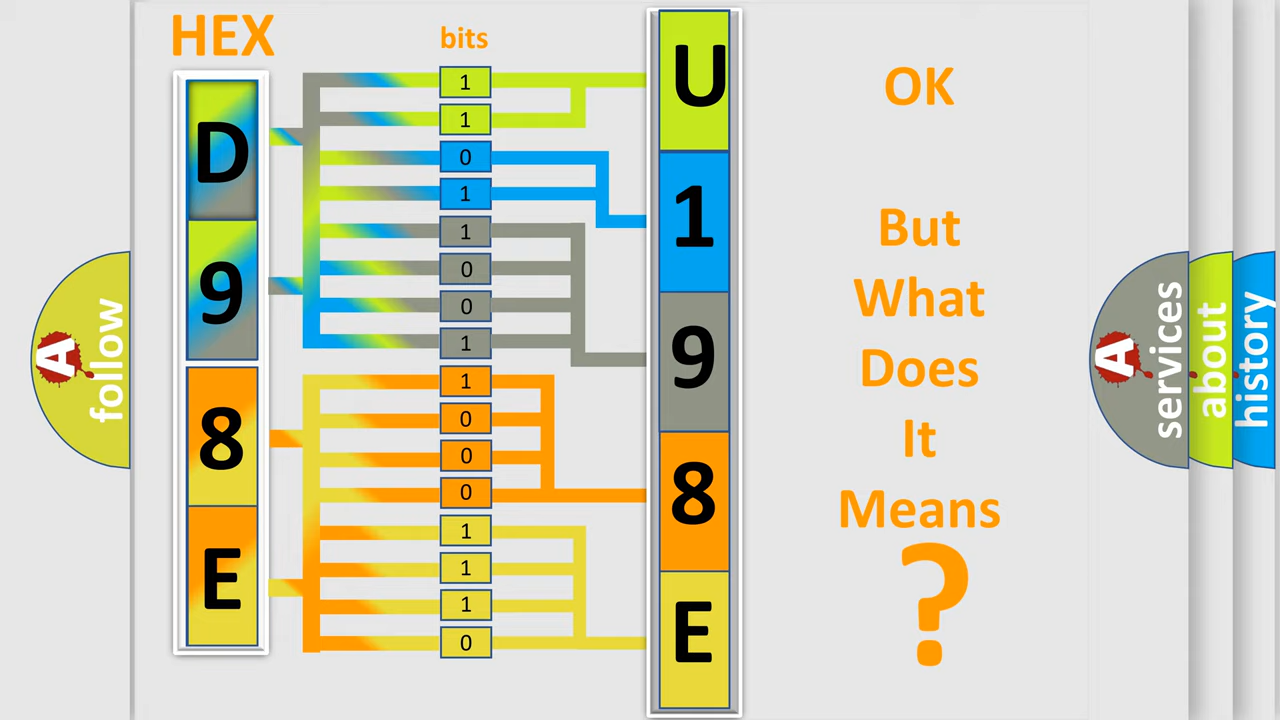 HEX
bits
D
9
8
E
1
1
0
1
1
0
0
1
1
0
0
0
1
1
1
0
U
1
9
8
E
OK
But
What
Does
It
Means
?
A
follow
A
services
about
history